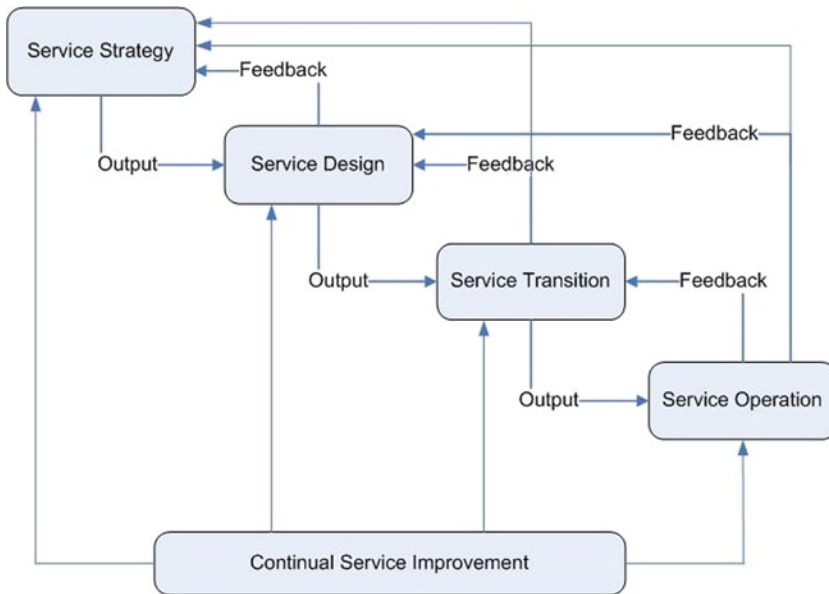 Service Strategy
Feedback
Feedback
Output
Service Design
Feedback
Output
Service Transition
Feedback
Output
Service Operation
Continual Service Improvement